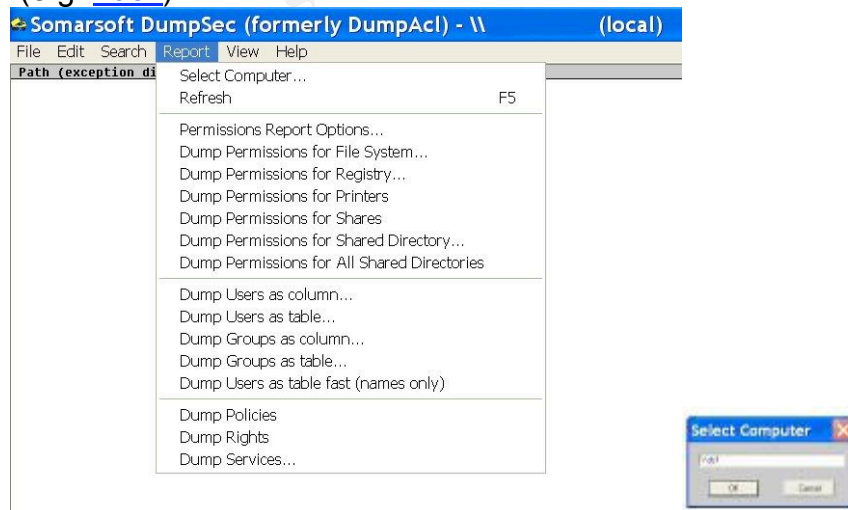 Somarsoft DumpSec (formerly DumpAcl) - \\ (local)
File Edit Search Report View Help
Path (exception di
Select Computer...
Refresh F5
Permissions Report Options...
Dump Permissions for File System...
Dump Permissions for Registry...
Dump Permissions for Printers
Dump Permissions for Shares
Dump Permissions for Shared Directory...
Dump Permissions for All Shared Directories
Dump Users as column...
Dump Users as table...
Dump Groups as column...
Dump Groups as table...
Dump Users as table fast (names only)
Dump Policies
Dump Rights
Dump Services...
Select Computer
OK
Cancel